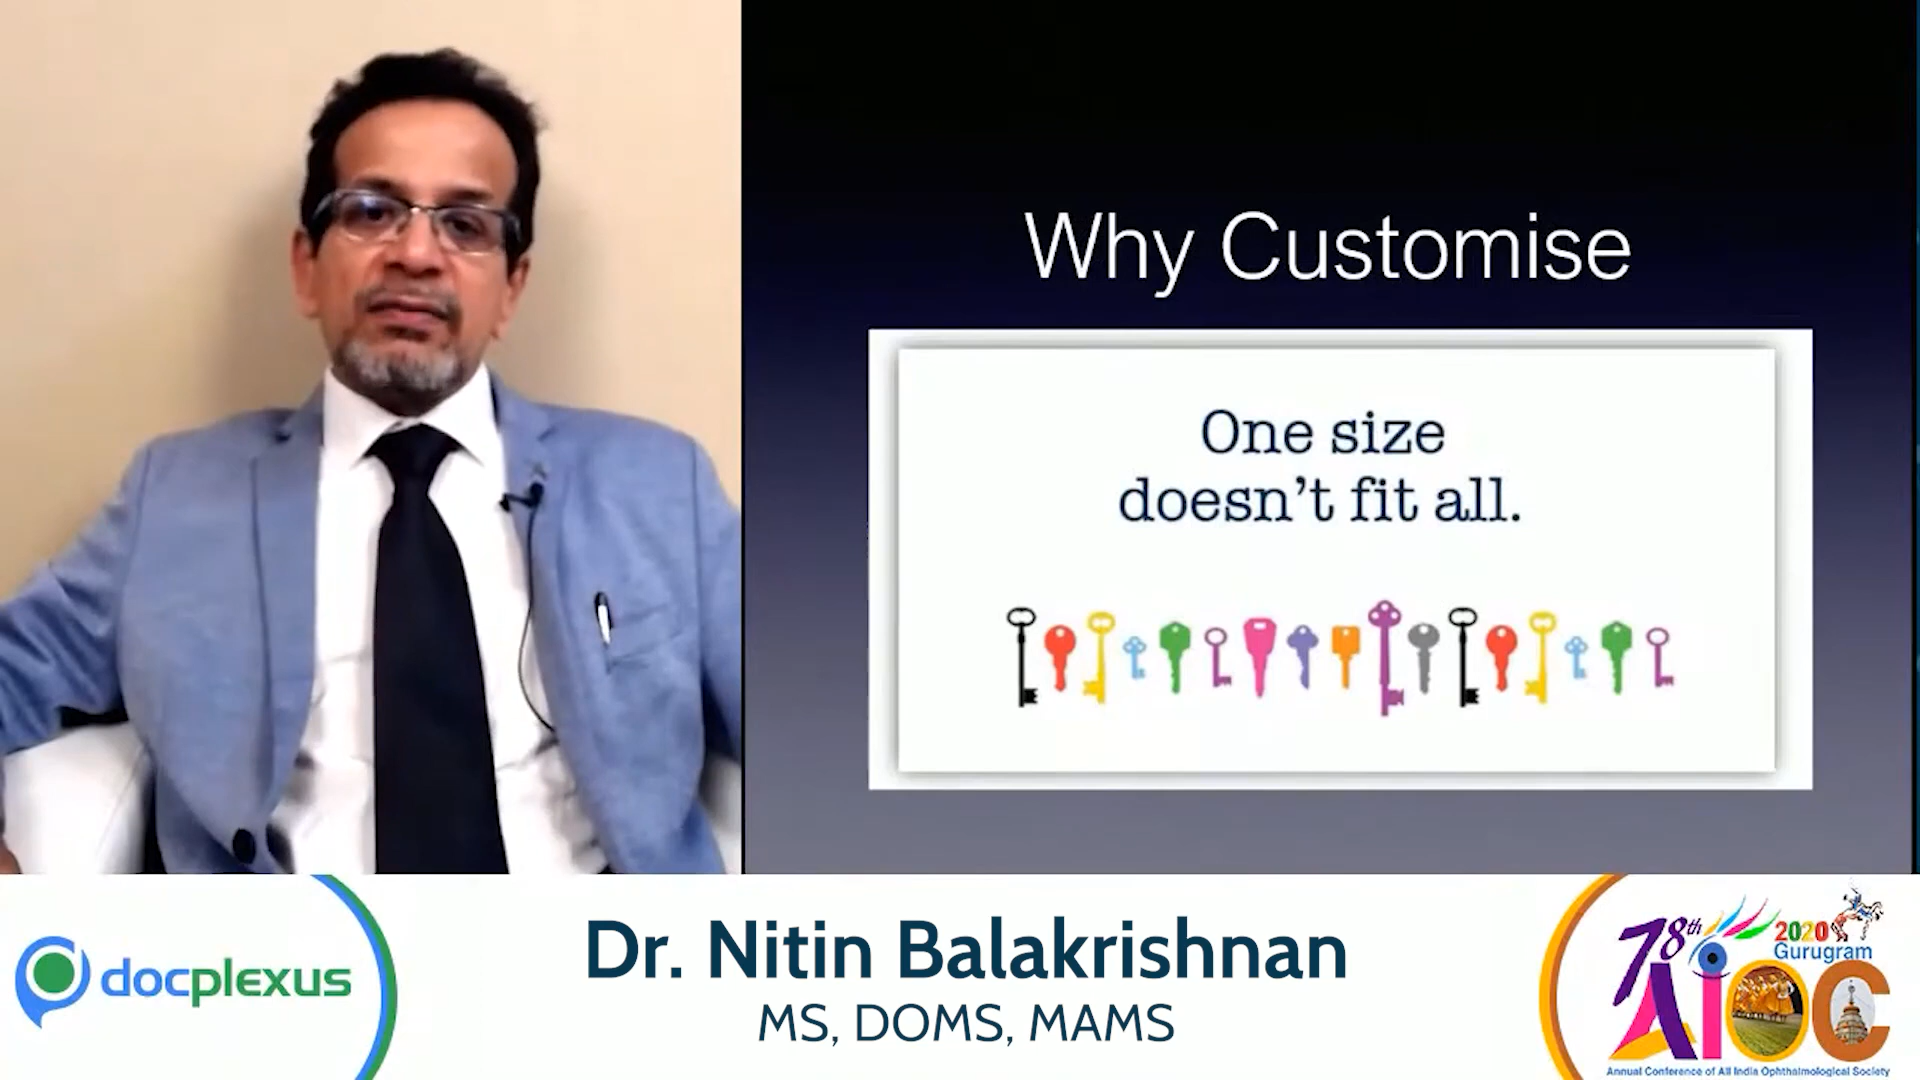 Why Customise
One size
doesn't fit all.
docplexus
Dr. Nitin Balakrishnan
MS, DOMS, MAMS
78th
2020
Gurugram
AIOC
Annual Conference of All India Ophthalmological Society